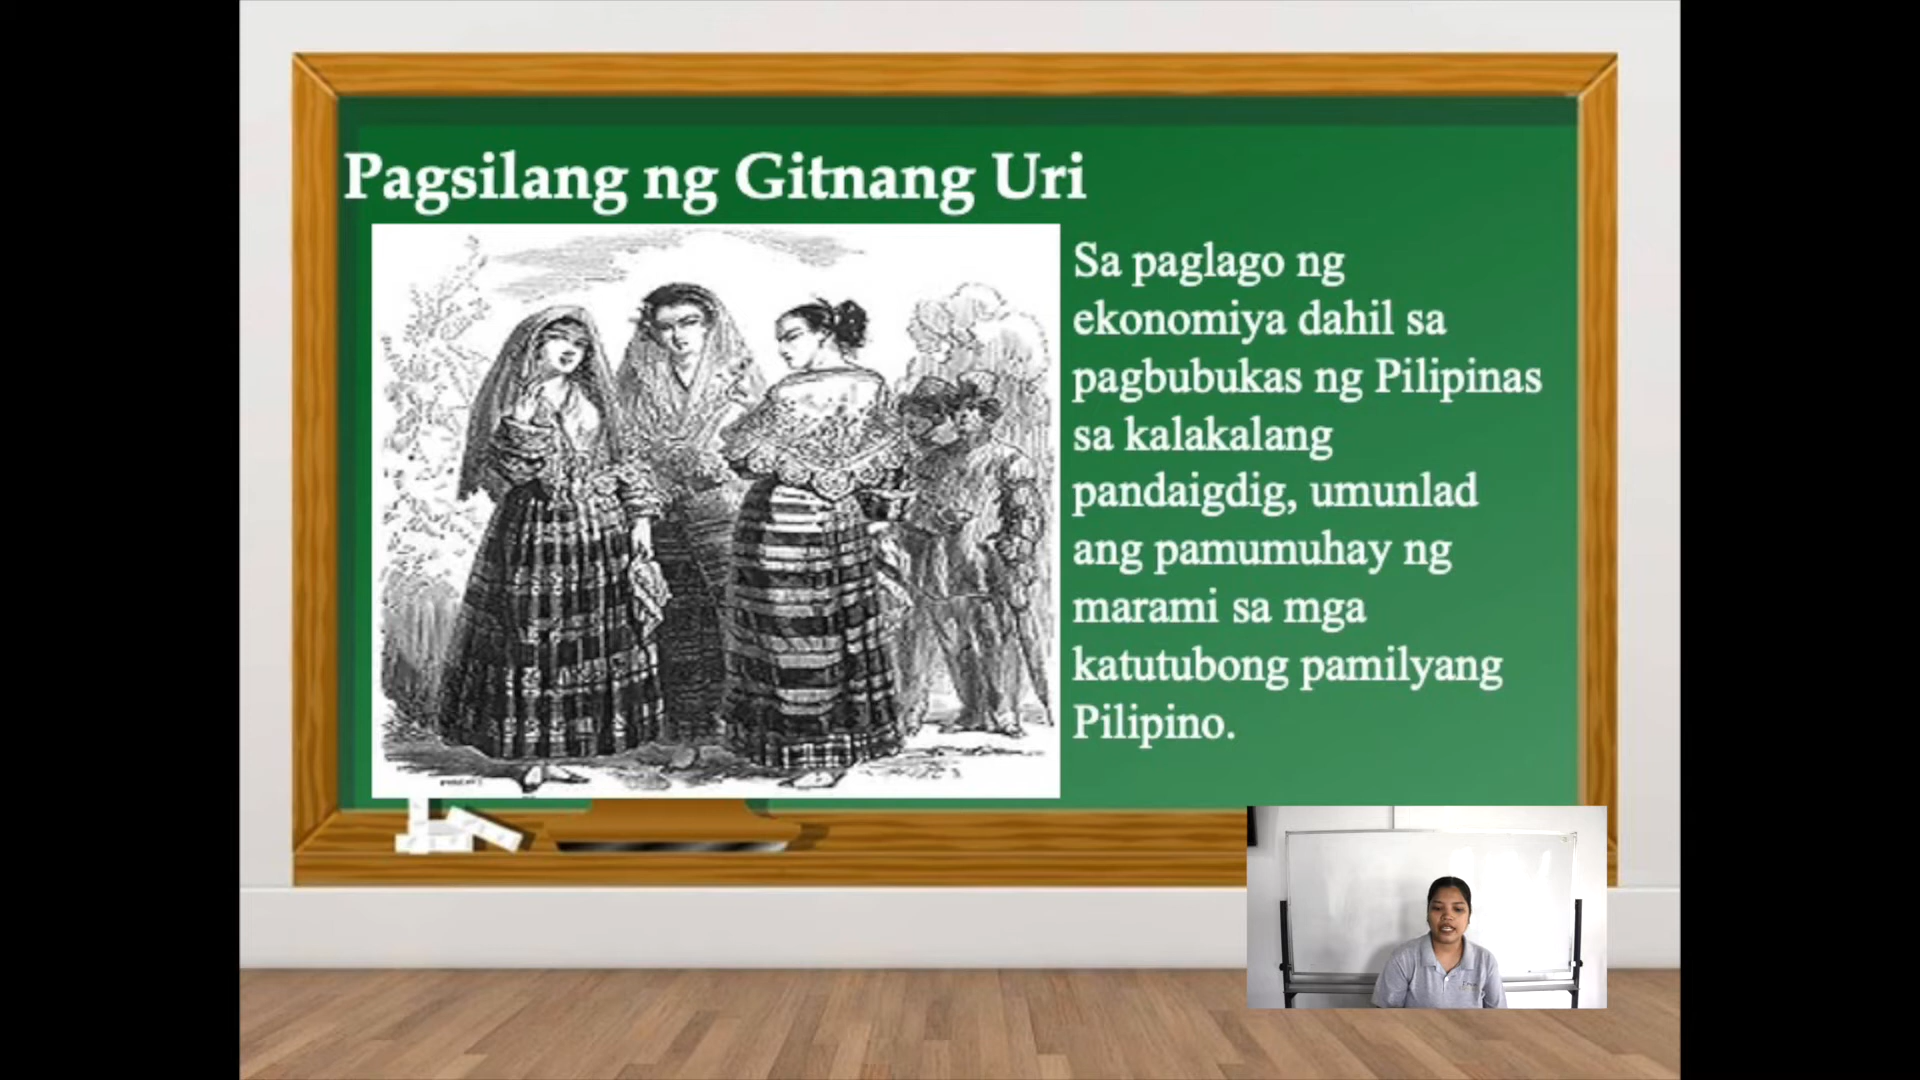 Pagsilang ng Gitnang Uri
Sa paglago ng
ekonomiya dahil sa
pagbubukas ng Pilipinas
sa kalakalang
pandaigdig, umunlad
ang pamumuhay ng
marami sa mga
katutubong pamilyang
Pilipino.